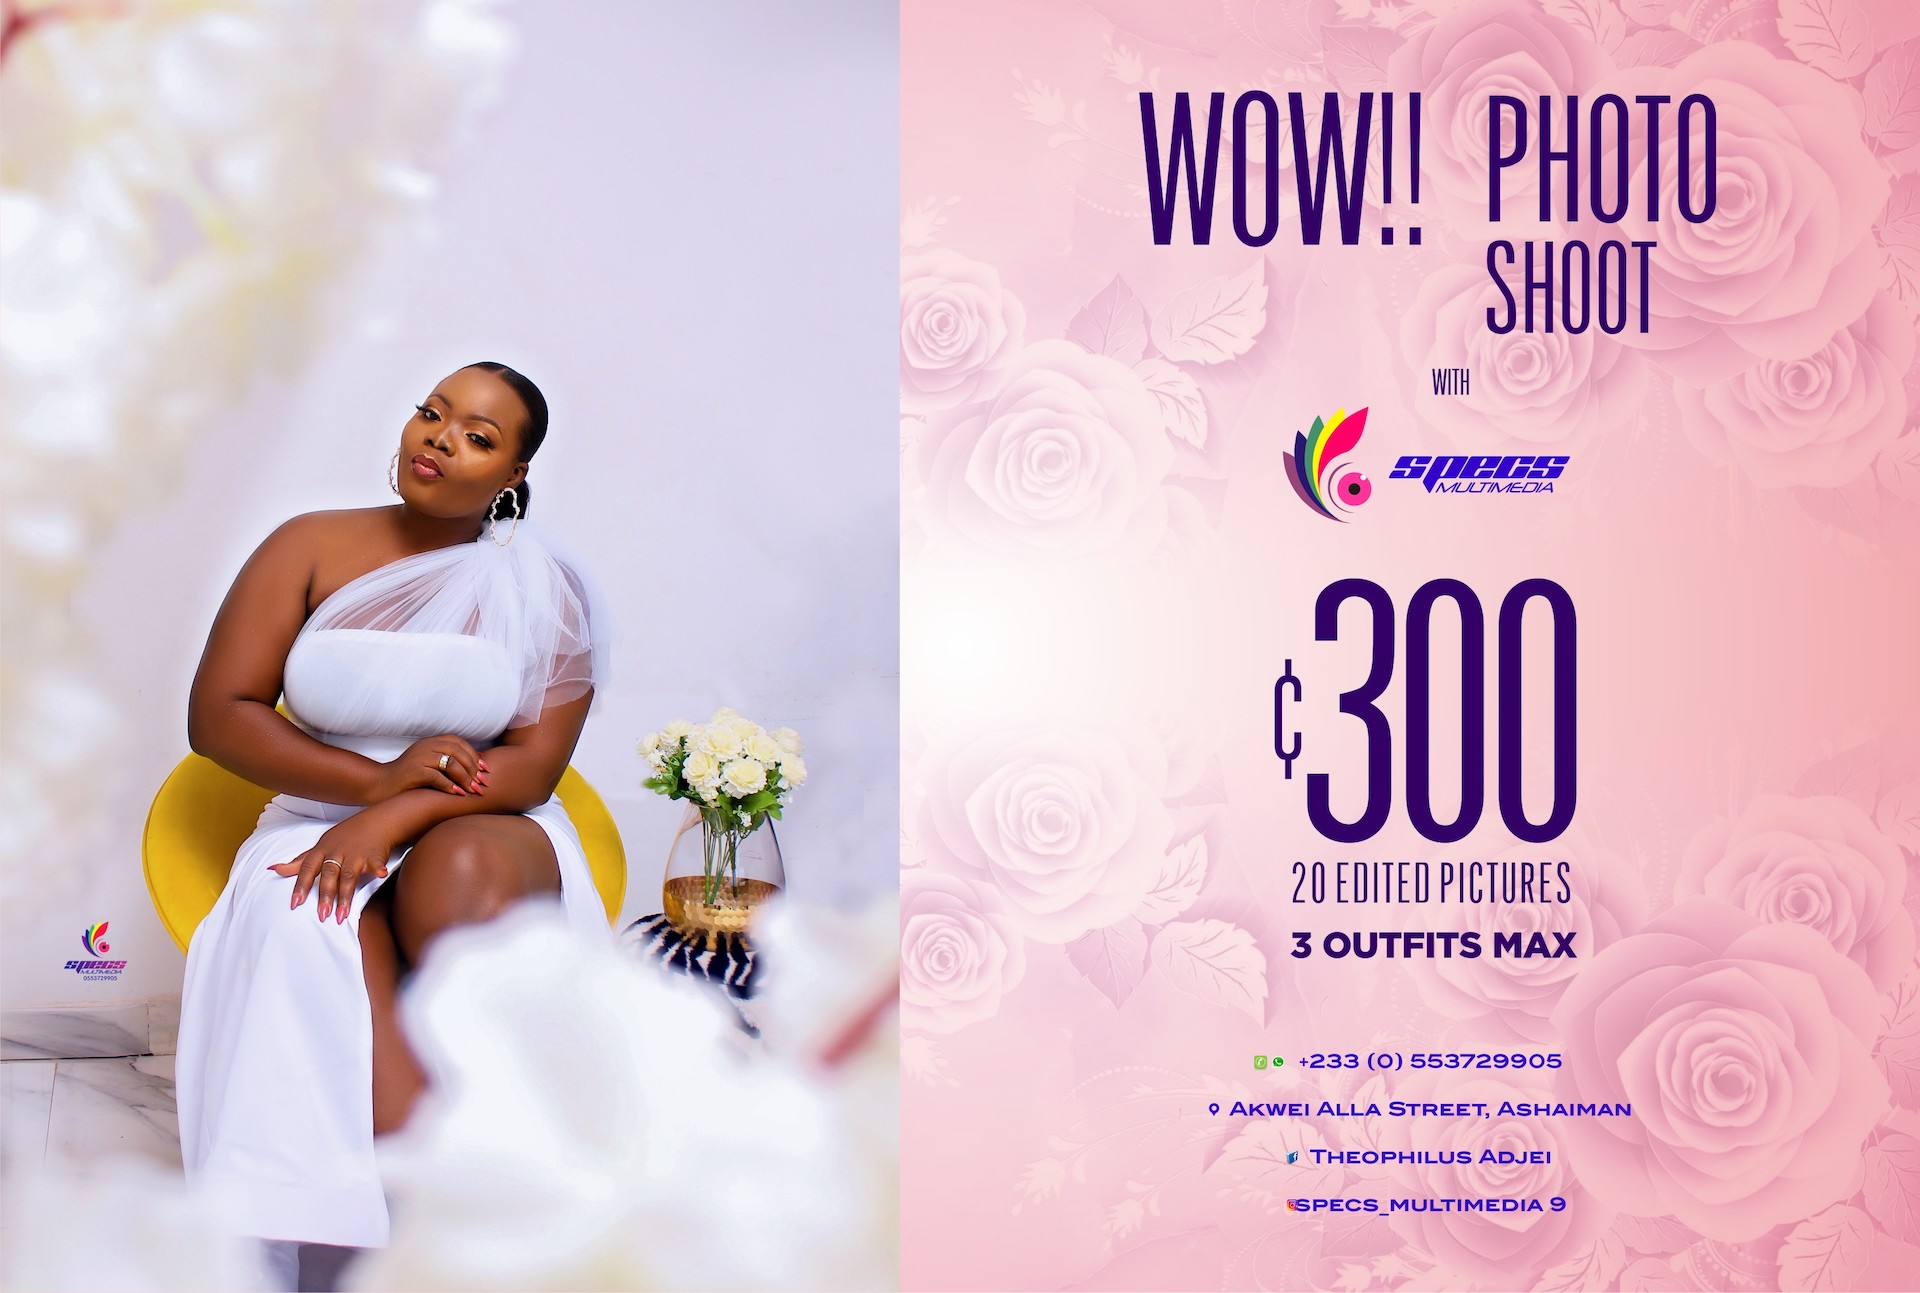 WOW!!
PHOTO
SHOOT
WITH
specs
MULTIMEDIA
¢300
20 EDITED PICTURES
3 OUTFITS MAX
+233 (0) 553729905
AKWEI ALLA STREET, ASHAIMAN
THEOPHILUS ADJEI
SPECS_MULTIMEDIA 9
specs
MULTIMEDIA
0553729905